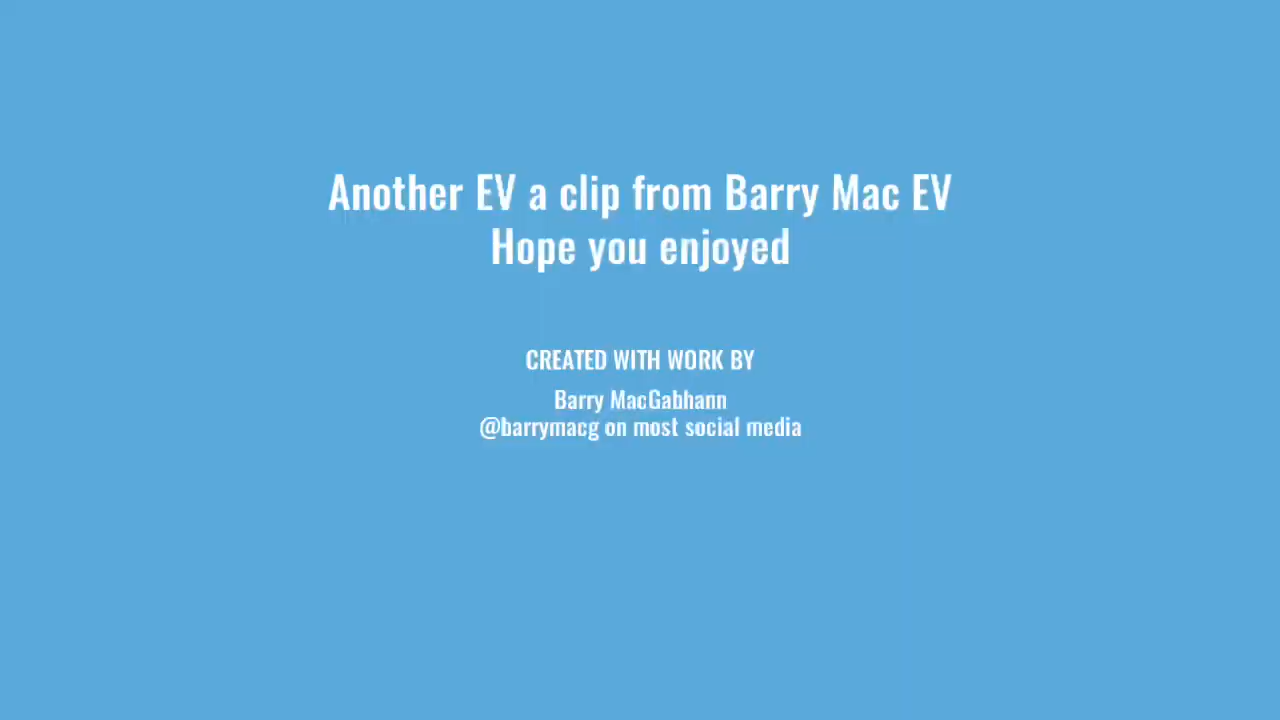 Another EV a clip from Barry Mac EV
Hope you enjoyed
CREATED WITH WORK BY
Barry MacGabhann
@barrymacg on most social media